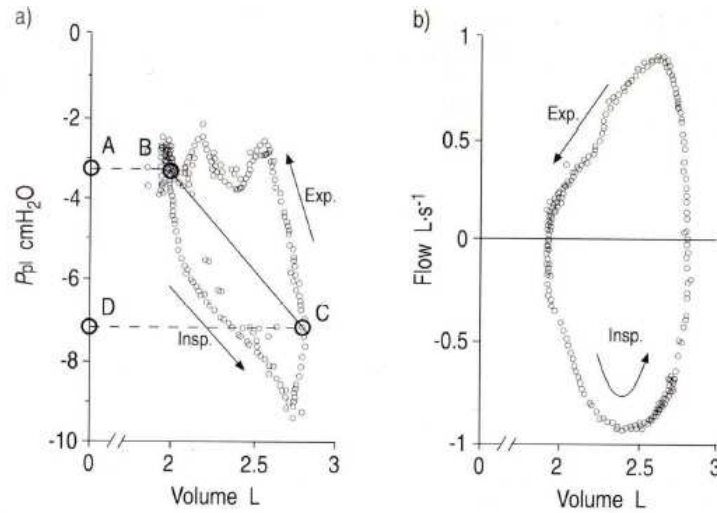 a)
0
-2
-4
-6
-8
-10
P_pl cmH₂O
A
B
C
D
Exp.
Insp.
0
2
2.5
3
Volume L
b)
1
0.5
0
-0.5
-1
Flow L·s⁻¹
Exp.
Insp.
0
2
2.5
3
Volume L